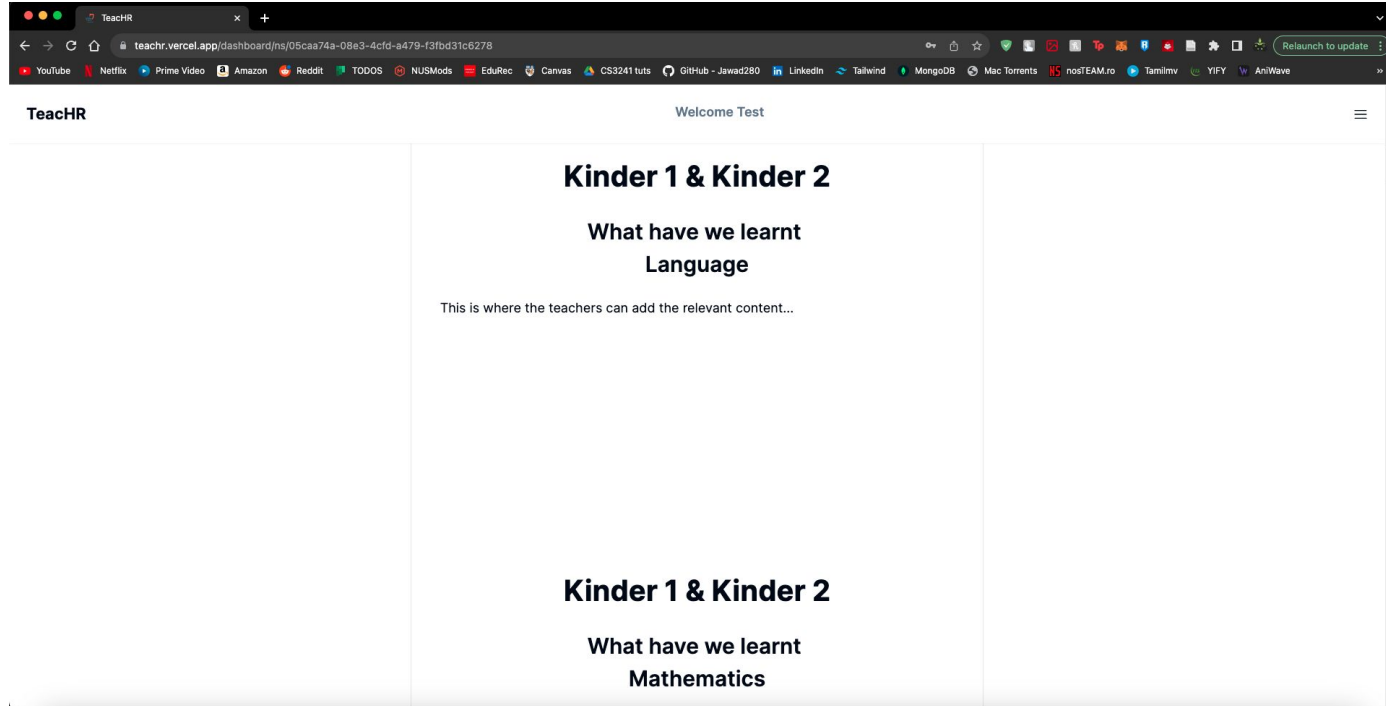 TeacHR
teachr.vercel.app/dashboard/ns/05caa74a-08e3-4cfd-a479-f3fbd31c6278
Relaunch to update
YouTube Netflix Prime Video Amazon Reddit TODOS NUSMods EduRec Canvas CS3241 tuts GitHub - Jawad280 LinkedIn Tailwind MongoDB Mac Torrents nosTEAM.ro Tamilmv YIFY AniWave
TeacHR Welcome Test
Kinder 1 & Kinder 2
What have we learnt
Language
This is where the teachers can add the relevant content...
Kinder 1 & Kinder 2
What have we learnt
Mathematics